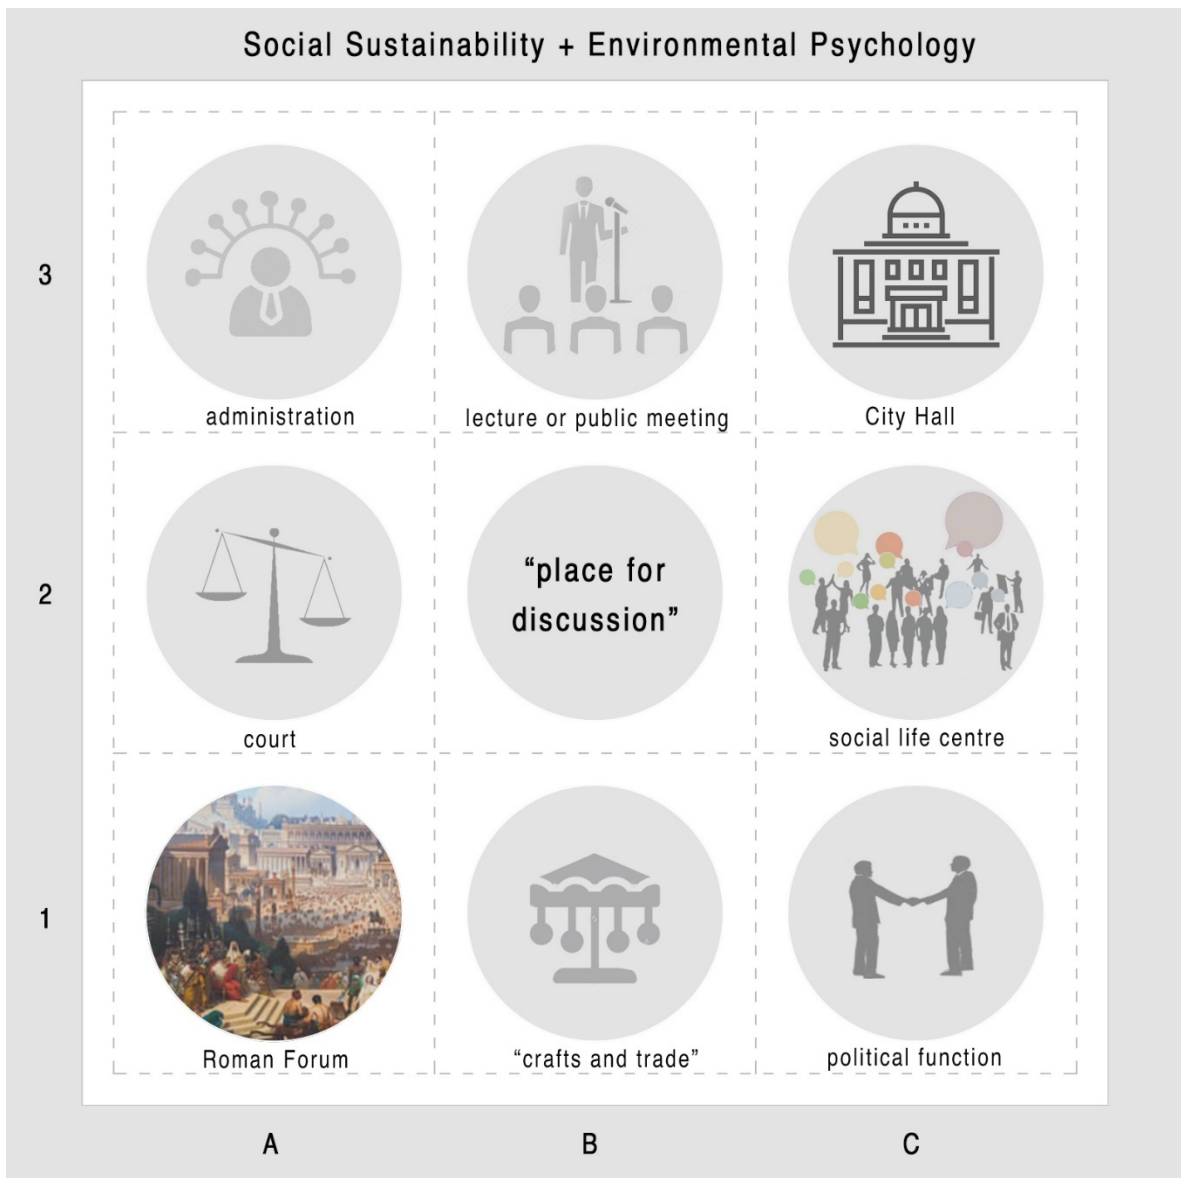 Social Sustainability + Environmental Psychology
3
administration
lecture or public meeting
City Hall
2
“place for
discussion”
court
social life centre
1
Roman Forum
“crafts and trade”
political function
A
B
C